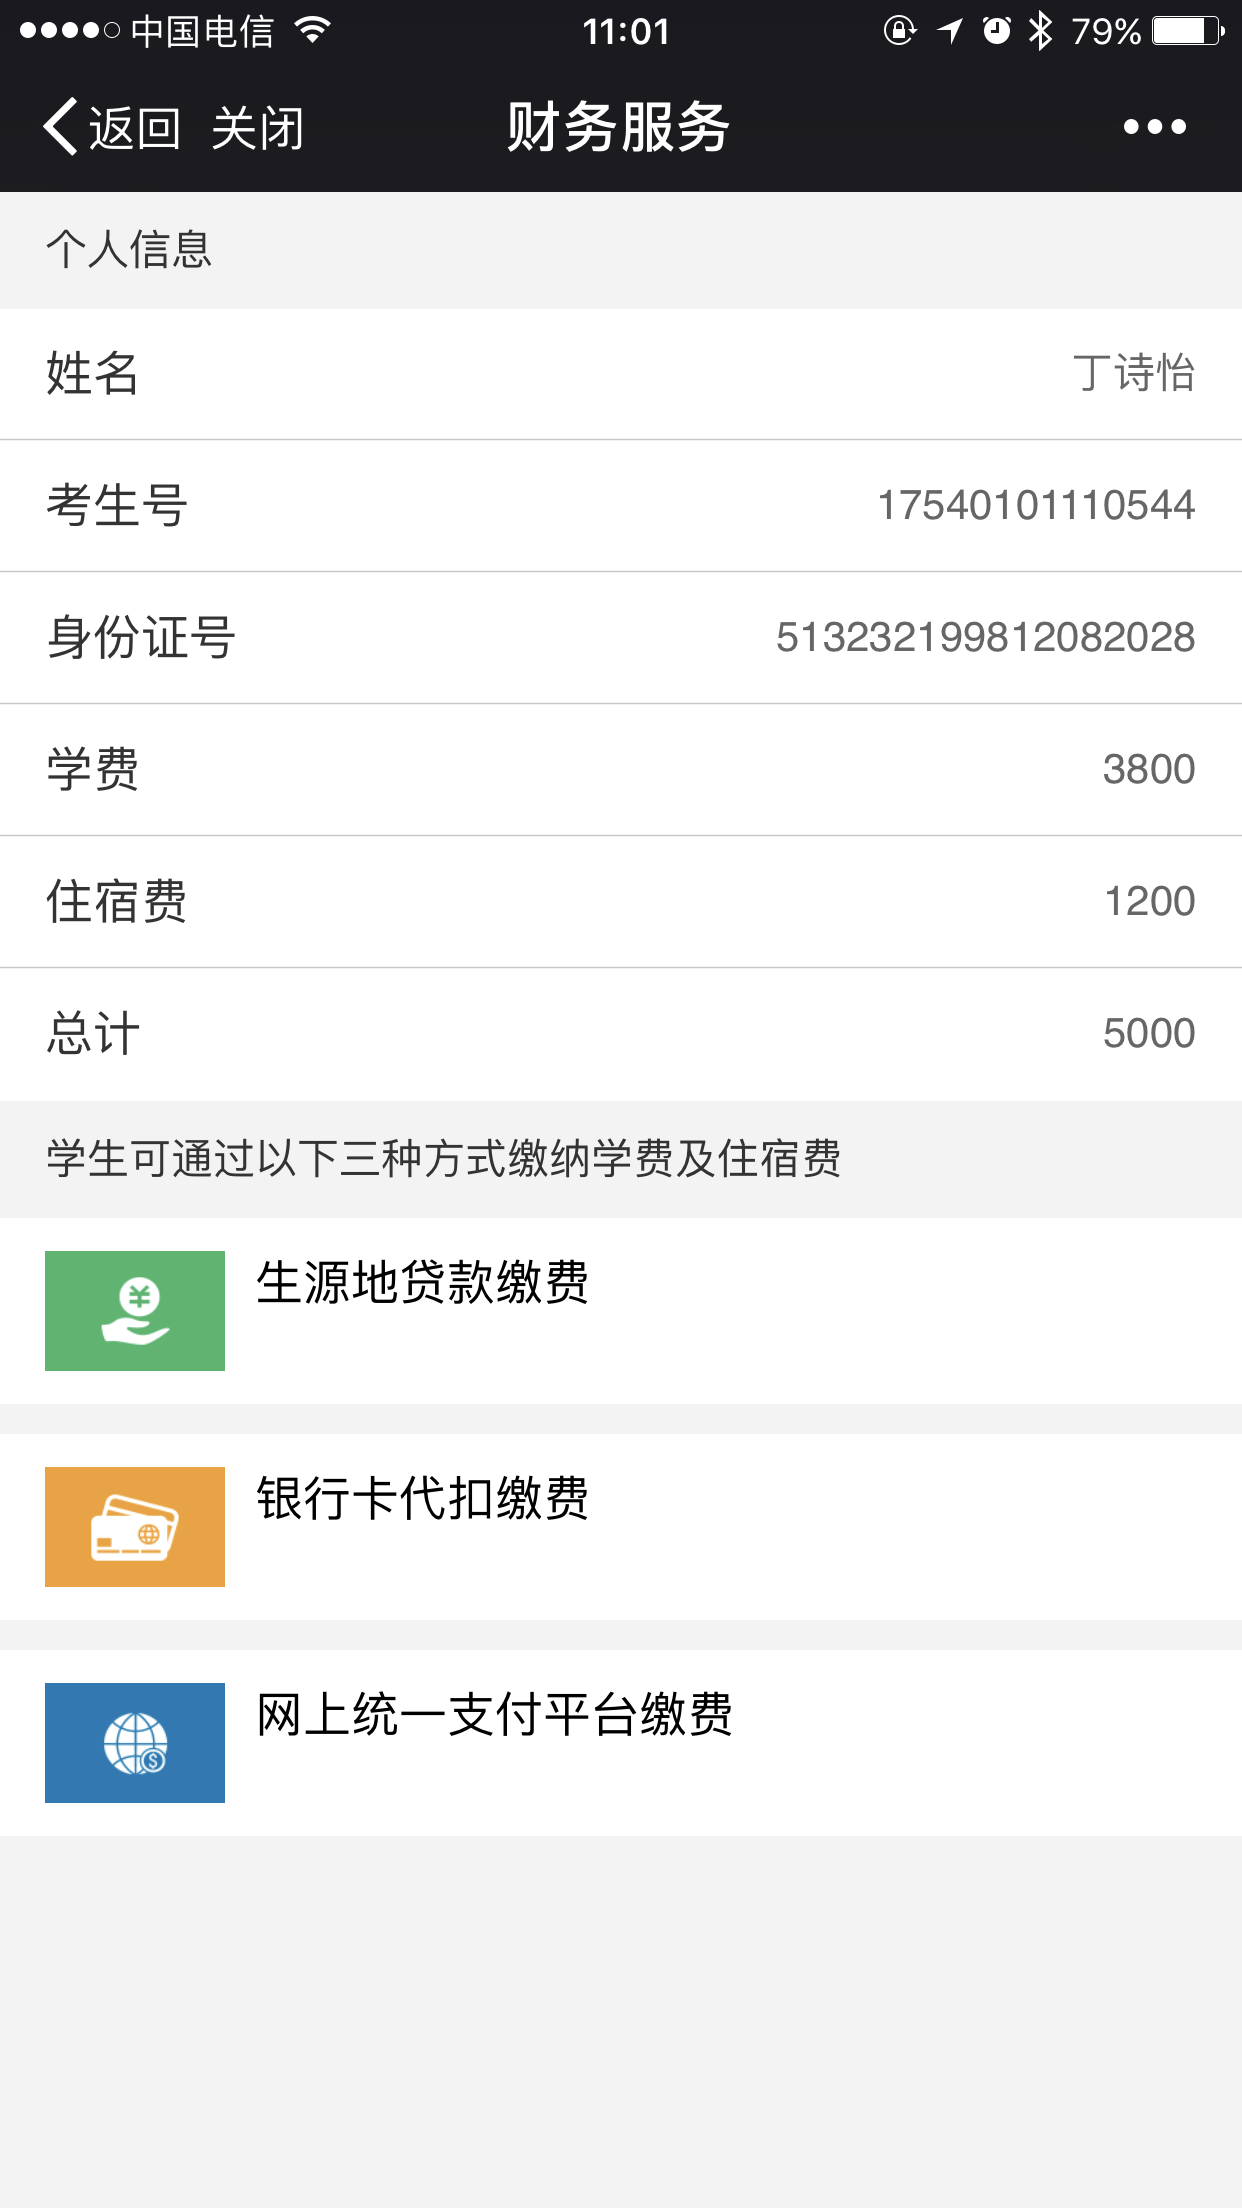 中国电信 11:01 79%
返回 关闭 财务服务
个人信息
姓名 丁诗怡
考生号 17540101110544
身份证号 513232199812082028
学费 3800
住宿费 1200
总计 5000
学生可通过以下三种方式缴纳学费及住宿费
生源地贷款缴费
银行卡代扣缴费
网上统一支付平台缴费